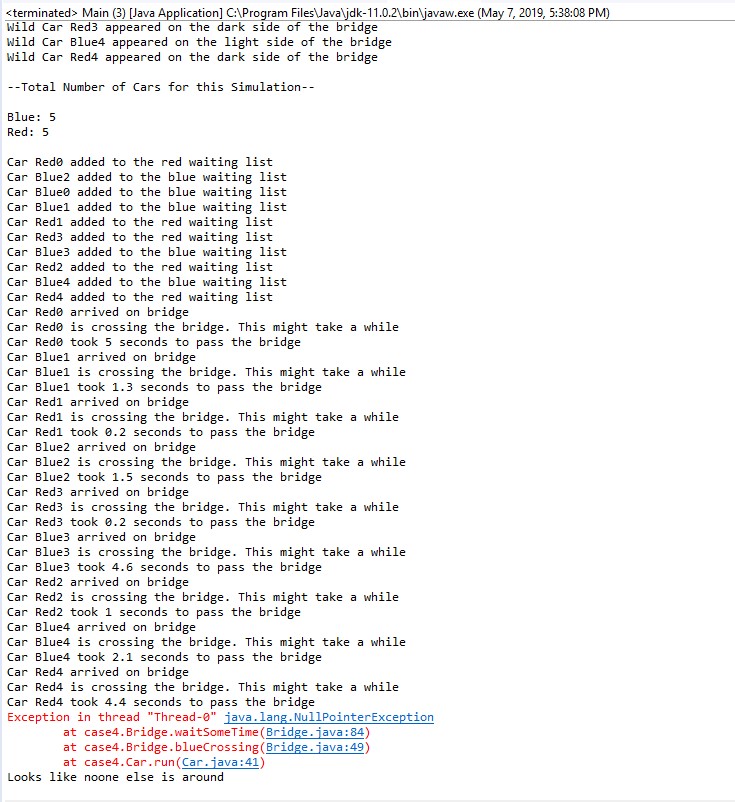 <terminated> Main (3) [Java Application] C:\Program Files\Java\jdk-11.0.2\bin\javaw.exe (May 7, 2019, 5:38:08 PM)
Wild Car Red3 appeared on the dark side of the bridge
Wild Car Blue4 appeared on the light side of the bridge
Wild Car Red4 appeared on the dark side of the bridge
--Total Number of Cars for this Simulation--
Blue: 5
Red: 5
Car Red0 added to the red waiting list
Car Blue2 added to the blue waiting list
Car Blue0 added to the blue waiting list
Car Blue1 added to the blue waiting list
Car Red1 added to the red waiting list
Car Red3 added to the red waiting list
Car Blue3 added to the blue waiting list
Car Red2 added to the red waiting list
Car Blue4 added to the blue waiting list
Car Red4 added to the red waiting list
Car Red0 arrived on bridge
Car Red0 is crossing the bridge. This might take a while
Car Red0 took 5 seconds to pass the bridge
Car Blue1 arrived on bridge
Car Blue1 is crossing the bridge. This might take a while
Car Blue1 took 1.3 seconds to pass the bridge
Car Red1 arrived on bridge
Car Red1 is crossing the bridge. This might take a while
Car Red1 took 0.2 seconds to pass the bridge
Car Blue2 arrived on bridge
Car Blue2 is crossing the bridge. This might take a while
Car Blue2 took 1.5 seconds to pass the bridge
Car Red3 arrived on bridge
Car Red3 is crossing the bridge. This might take a while
Car Red3 took 0.2 seconds to pass the bridge
Car Blue3 arrived on bridge
Car Blue3 is crossing the bridge. This might take a while
Car Blue3 took 4.6 seconds to pass the bridge
Car Red2 arrived on bridge
Car Red2 is crossing the bridge. This might take a while
Car Red2 took 1 seconds to pass the bridge
Car Blue4 arrived on bridge
Car Blue4 is crossing the bridge. This might take a while
Car Blue4 took 2.1 seconds to pass the bridge
Car Red4 arrived on bridge
Car Red4 is crossing the bridge. This might take a while
Car Red4 took 4.4 seconds to pass the bridge
Exception in thread "Thread-0" java.lang.NullPointerException
at case4.Bridge.waitSomeTime(Bridge.java:84)
at case4.Bridge.blueCrossing(Bridge.java:49)
at case4.Car.run(Car.java:41)
Looks like noone else is around